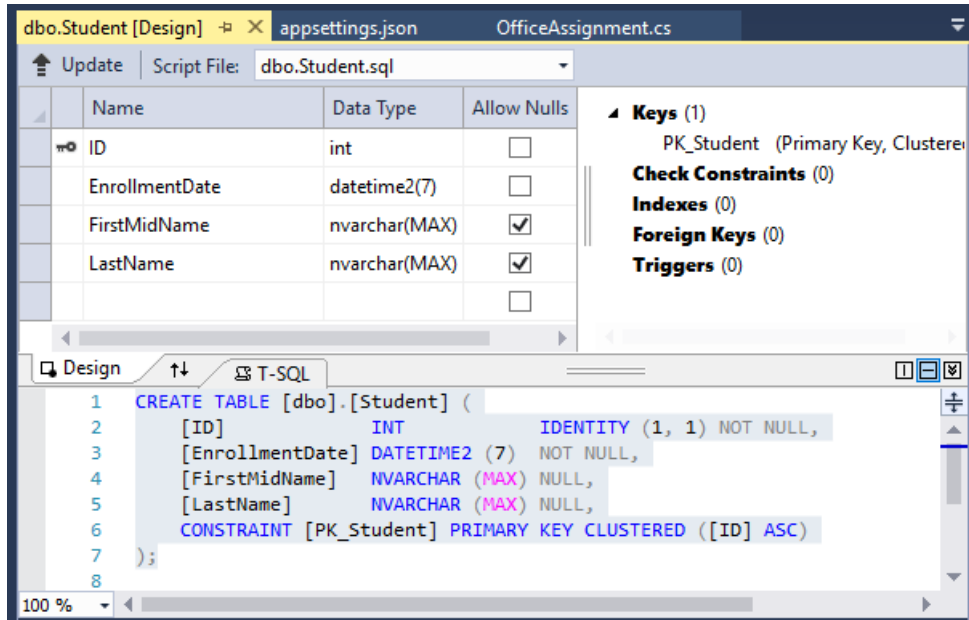 dbo.Student [Design] appsettings.json OfficeAssignment.cs
Update Script File: dbo.Student.sql
Name Data Type Allow Nulls
ID int
EnrollmentDate datetime2(7)
FirstMidName nvarchar(MAX)
LastName nvarchar(MAX)
Keys (1)
PK_Student (Primary Key, Clustere
Check Constraints (0)
Indexes (0)
Foreign Keys (0)
Triggers (0)
Design T-SQL
1 CREATE TABLE [dbo].[Student] (
2 [ID] INT IDENTITY (1, 1) NOT NULL,
3 [EnrollmentDate] DATETIME2 (7) NOT NULL,
4 [FirstMidName] NVARCHAR (MAX) NULL,
5 [LastName] NVARCHAR (MAX) NULL,
6 CONSTRAINT [PK_Student] PRIMARY KEY CLUSTERED ([ID] ASC)
7 );
8
100 %